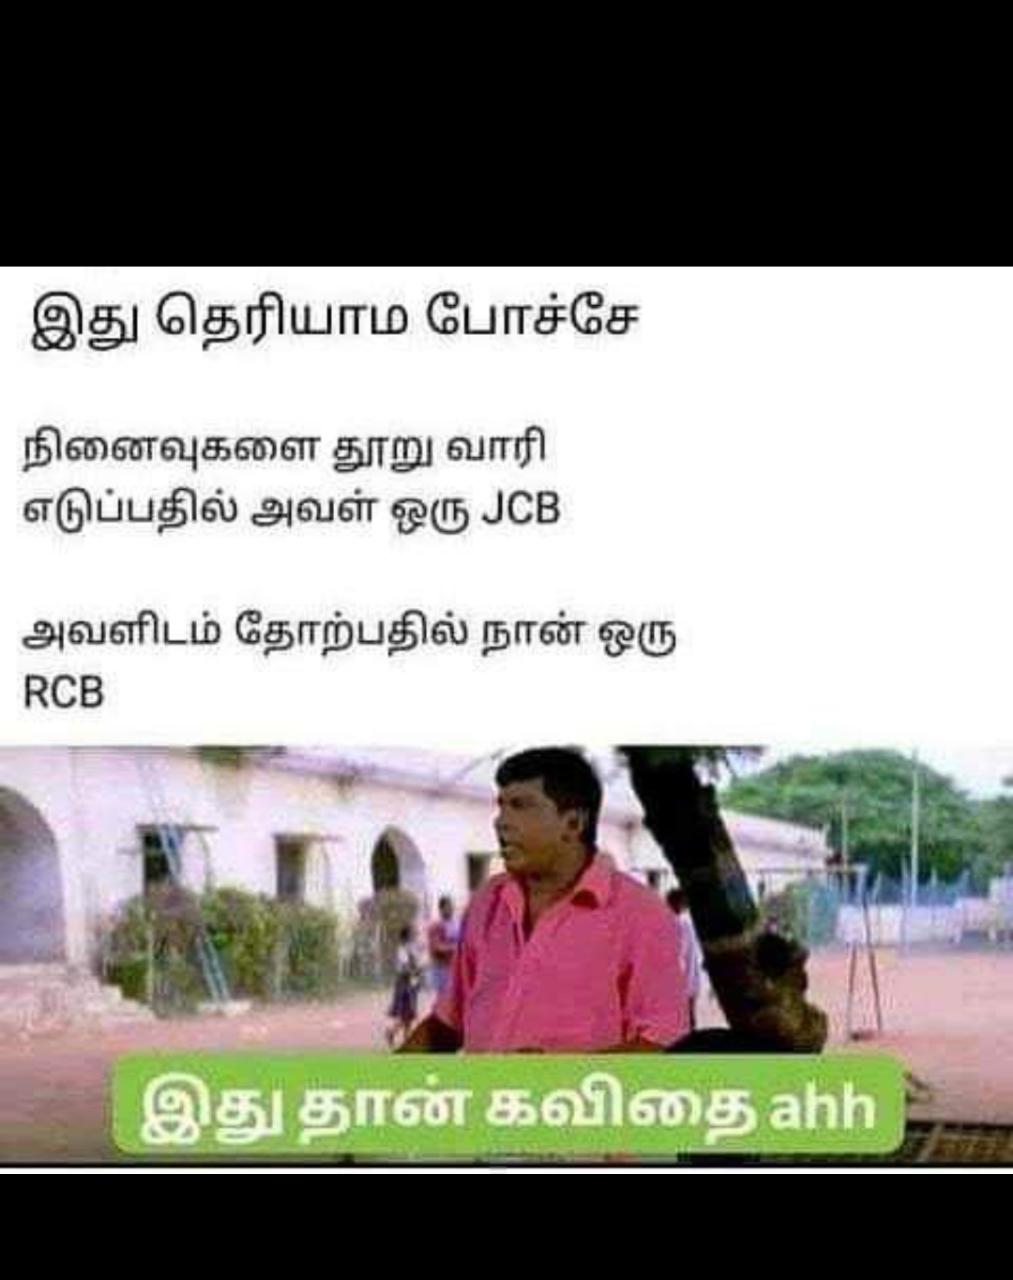 இது தெரியாம போச்சே
நினைவுகளை தூறு வாரி
எடுப்பதில் அவள் ஒரு JCB
அவளிடம் தோற்பதில் நான் ஒரு
RCB
இது தான் கவிதை ahh